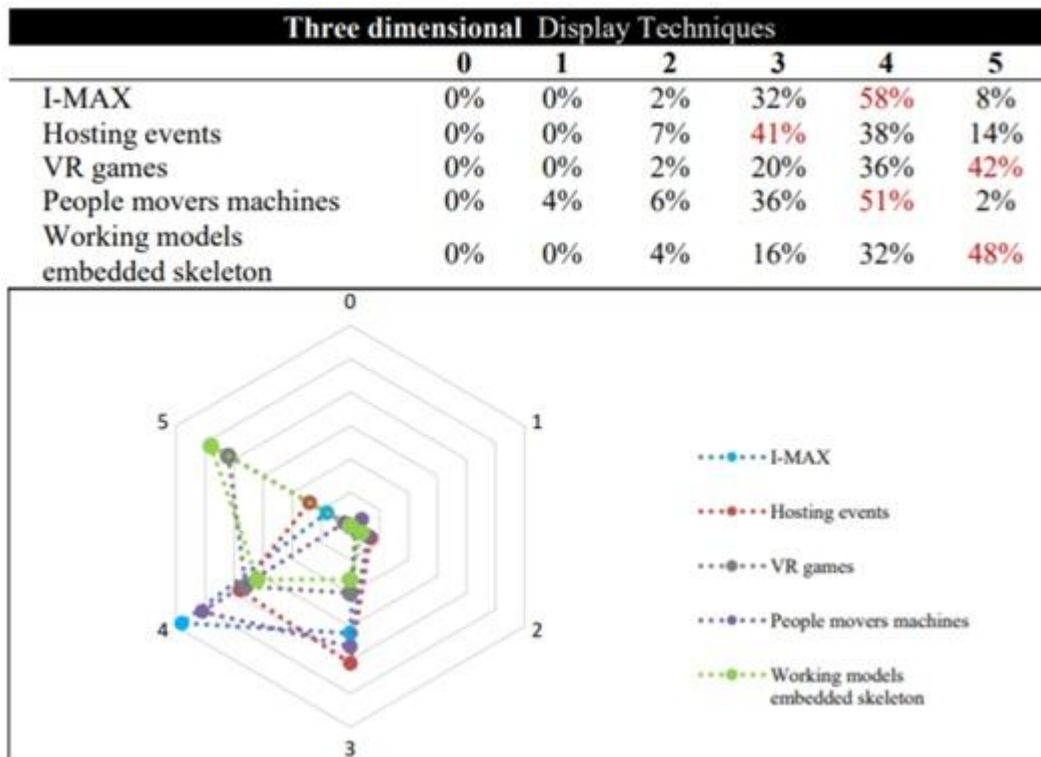 Three dimensional Display Techniques
0 1 2 3 4 5
I-MAX 0% 0% 2% 32% 58% 8%
Hosting events 0% 0% 7% 41% 38% 14%
VR games 0% 0% 2% 20% 36% 42%
People movers machines 0% 4% 6% 36% 51% 2%
Working models
embedded skeleton 0% 0% 4% 16% 32% 48%
0
5 1
I-MAX
Hosting events
VR games
4 2
People movers machines
Working models
embedded skeleton
3